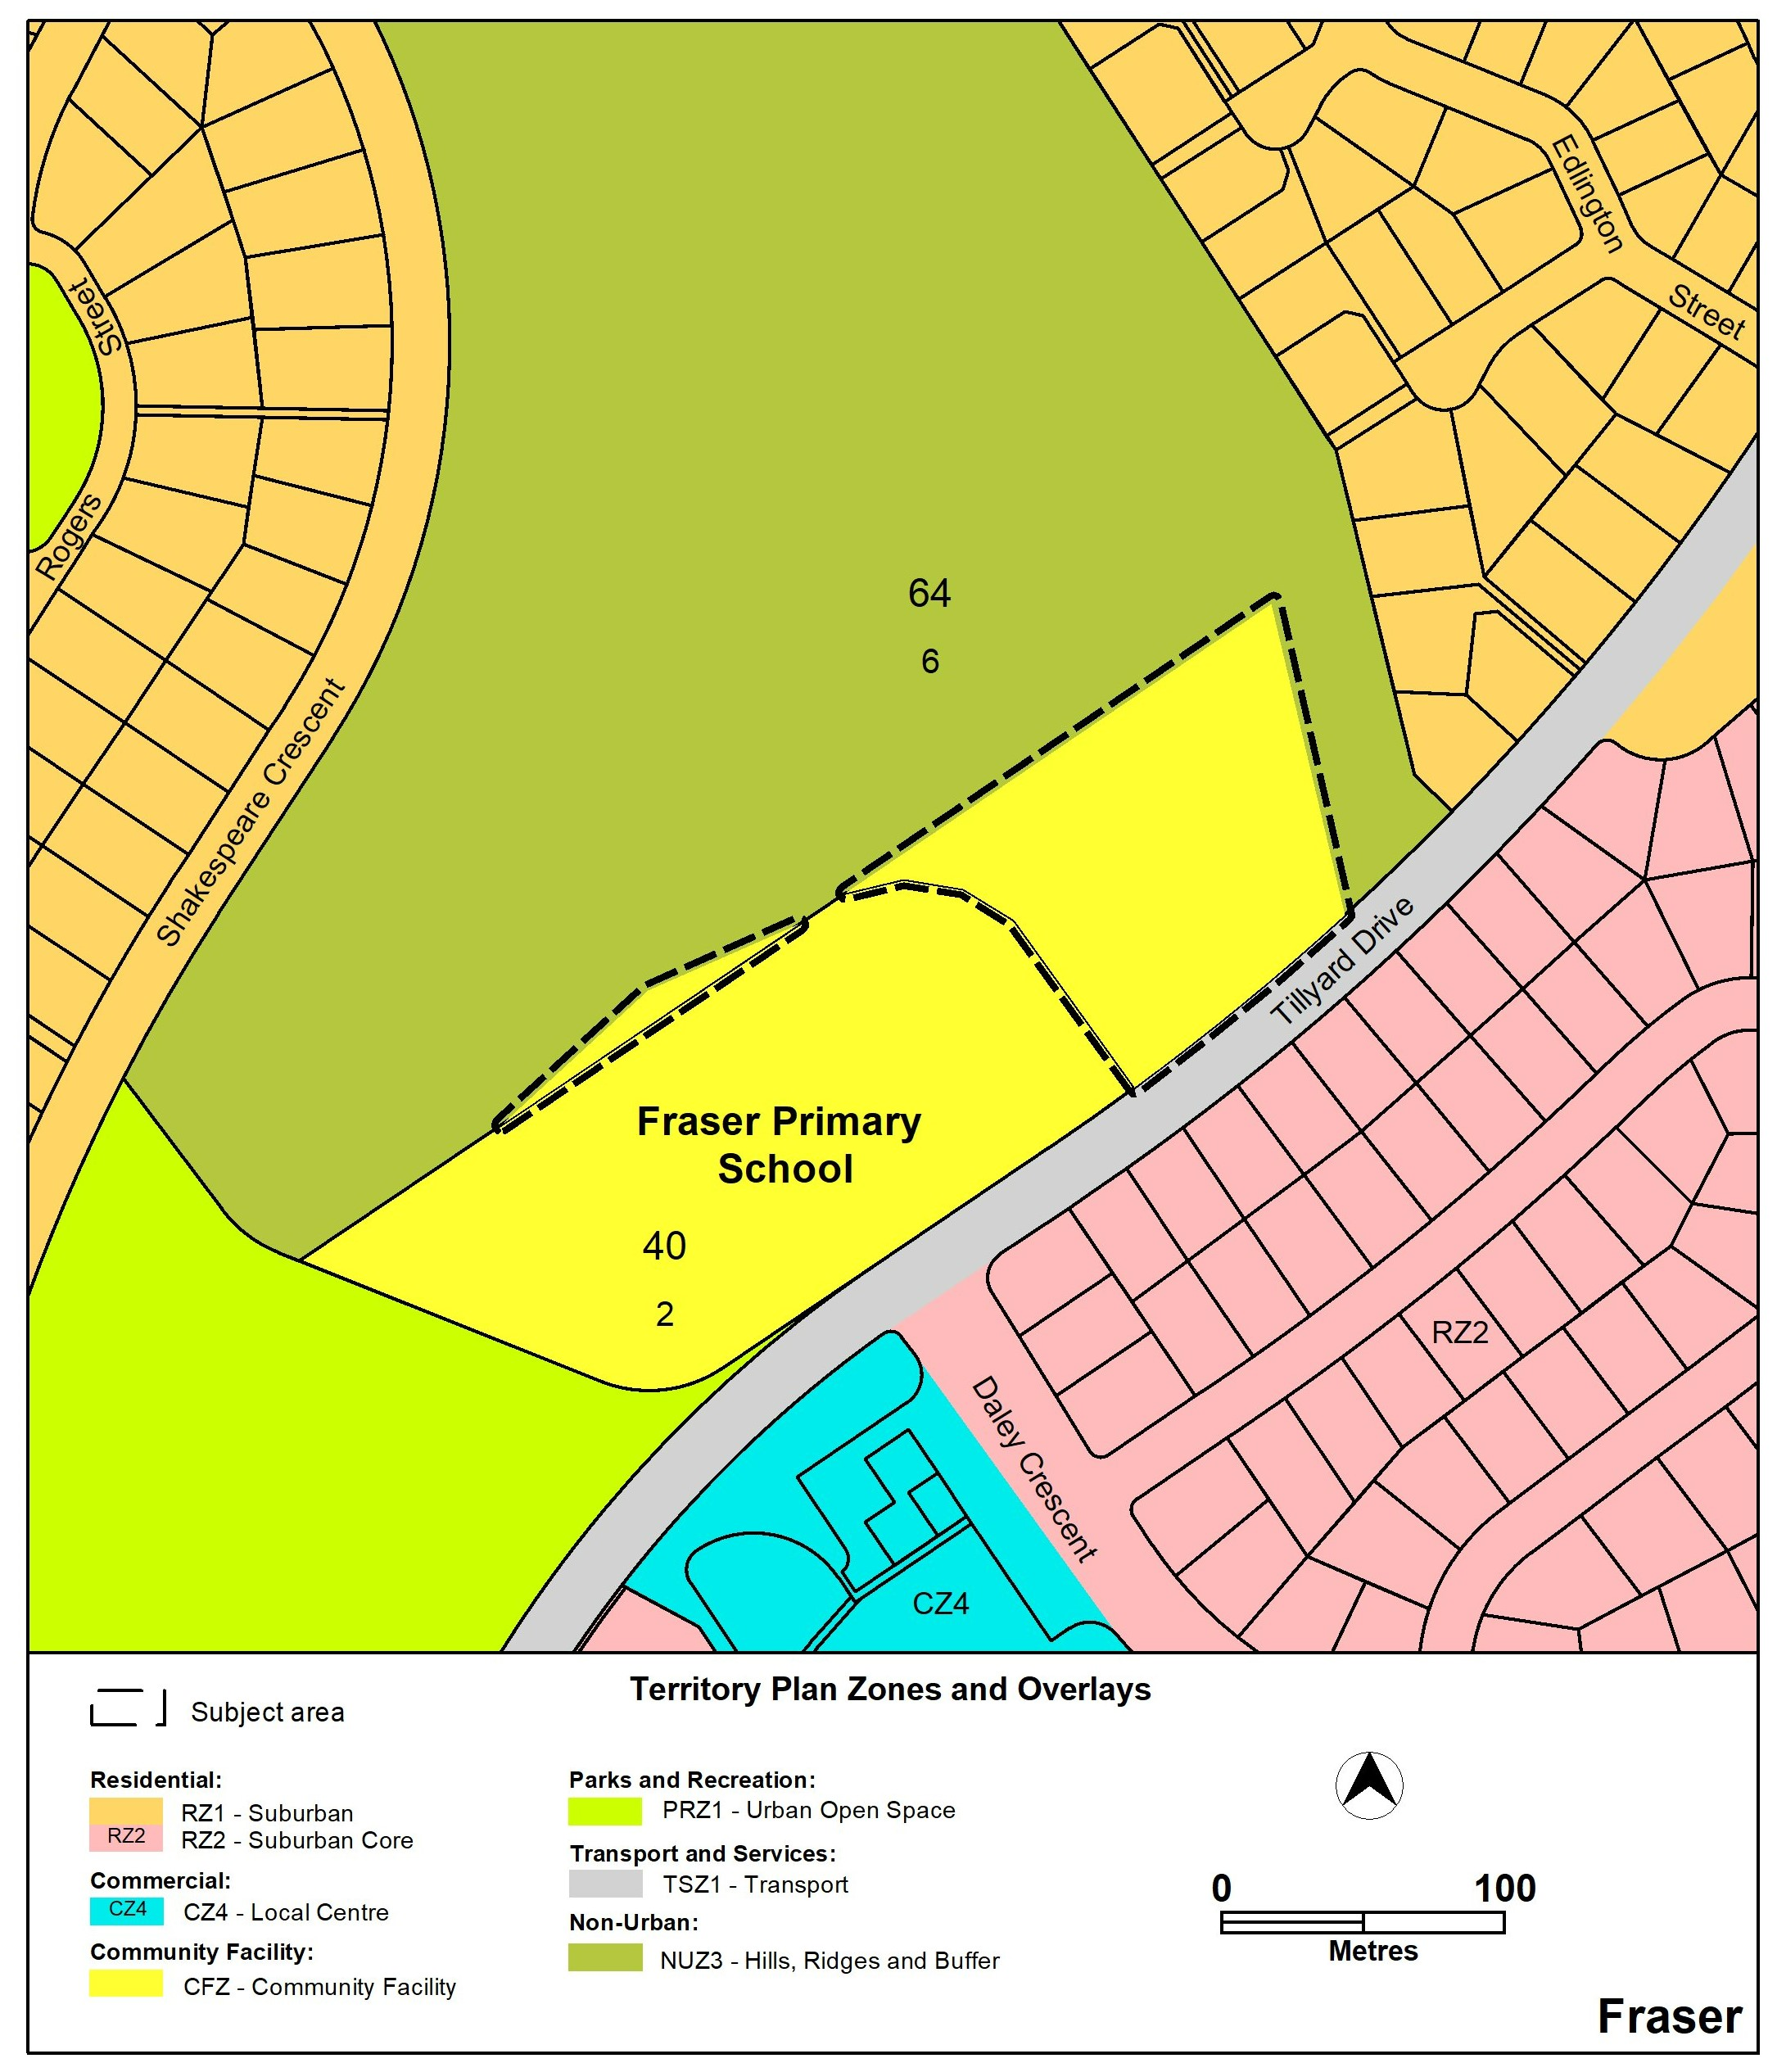 Edlington
Street
Street
Rogers
64
6
Shakespeare Crescent
Tillyard Drive
Fraser Primary
School
40
2
RZ2
Daley Crescent
CZ4
Territory Plan Zones and Overlays
Subject area
Residential:
RZ1 - Suburban
RZ2
RZ2 - Suburban Core
Commercial:
CZ4
CZ4 - Local Centre
Community Facility:
CFZ - Community Facility
Parks and Recreation:
PRZ1 - Urban Open Space
Transport and Services:
TSZ1 - Transport
Non-Urban:
NUZ3 - Hills, Ridges and Buffer
0 100
Metres
Fraser